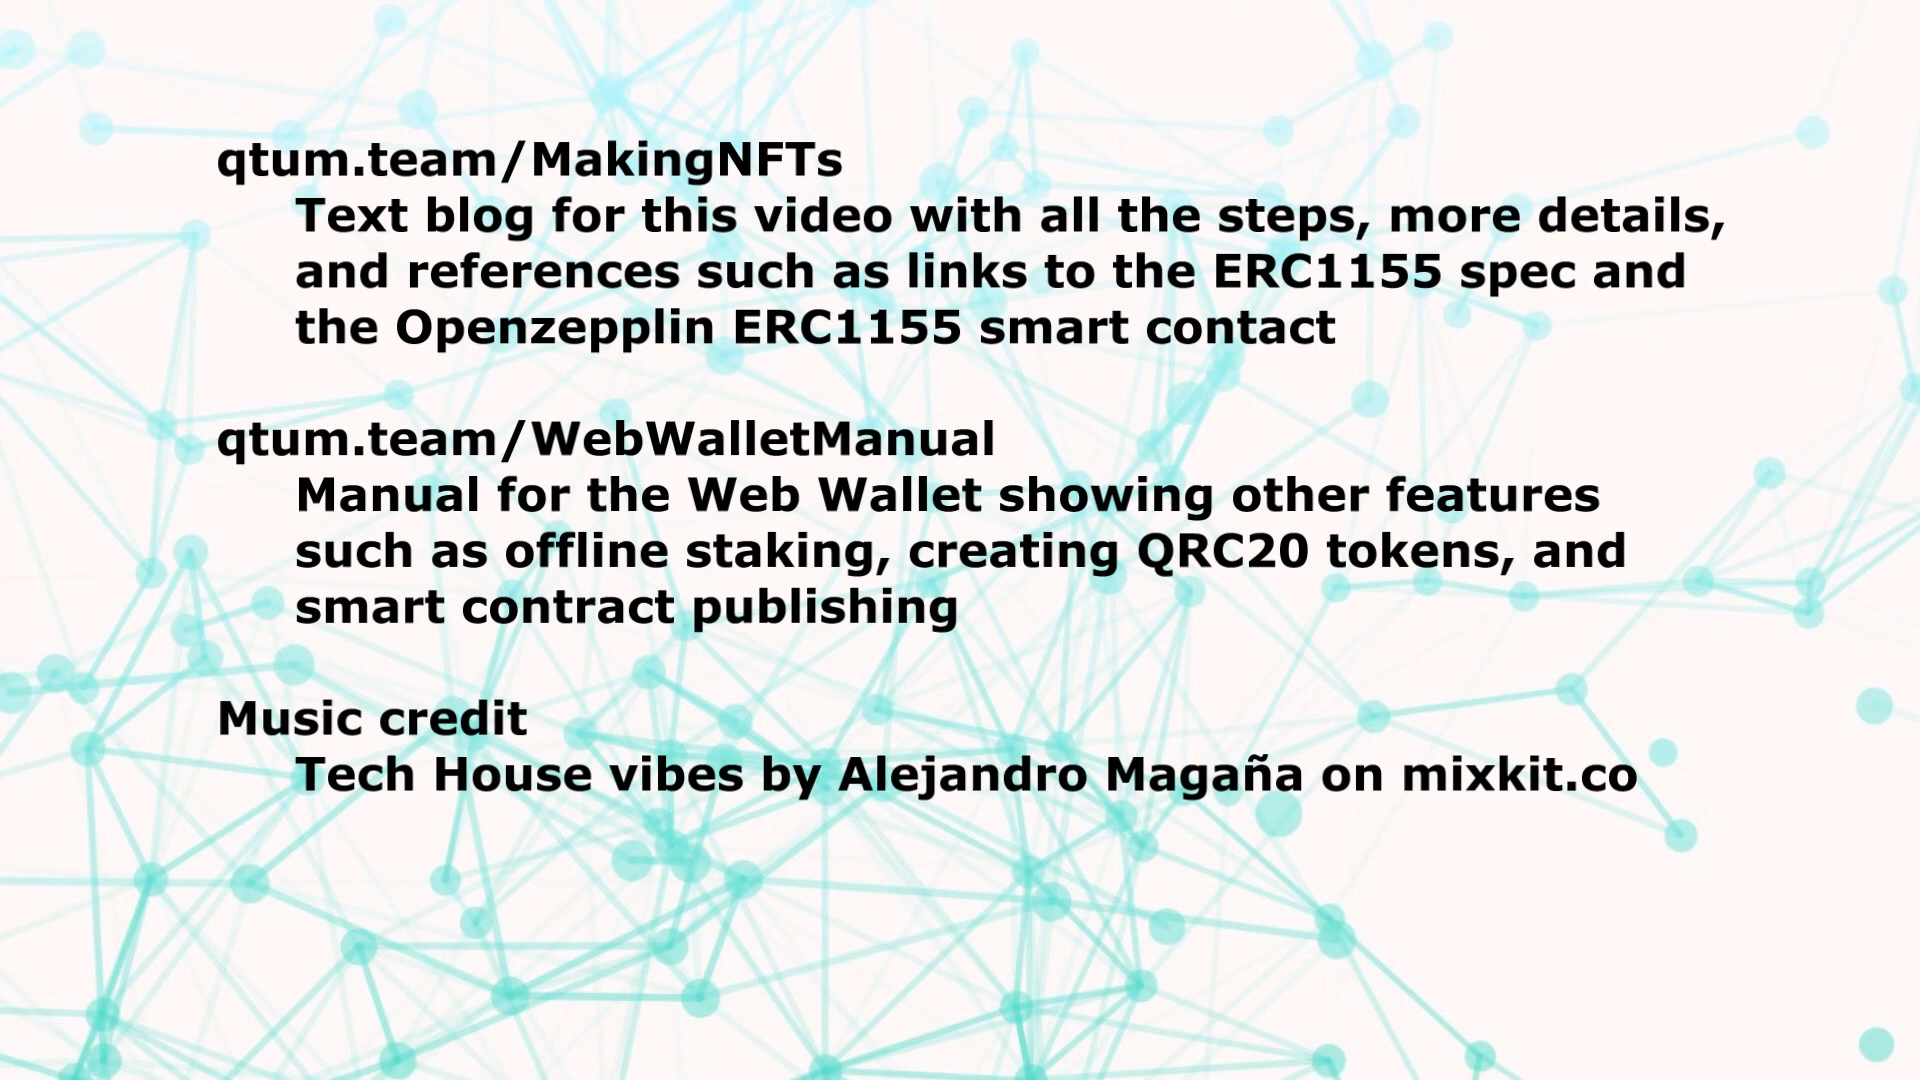 qtum.team/MakingNFTs
Text blog for this video with all the steps, more details,
and references such as links to the ERC1155 spec and
the Openzepplin ERC1155 smart contact
qtum.team/WebWalletManual
Manual for the Web Wallet showing other features
such as offline staking, creating QRC20 tokens, and
smart contract publishing
Music credit
Tech House vibes by Alejandro Magaña on mixkit.co